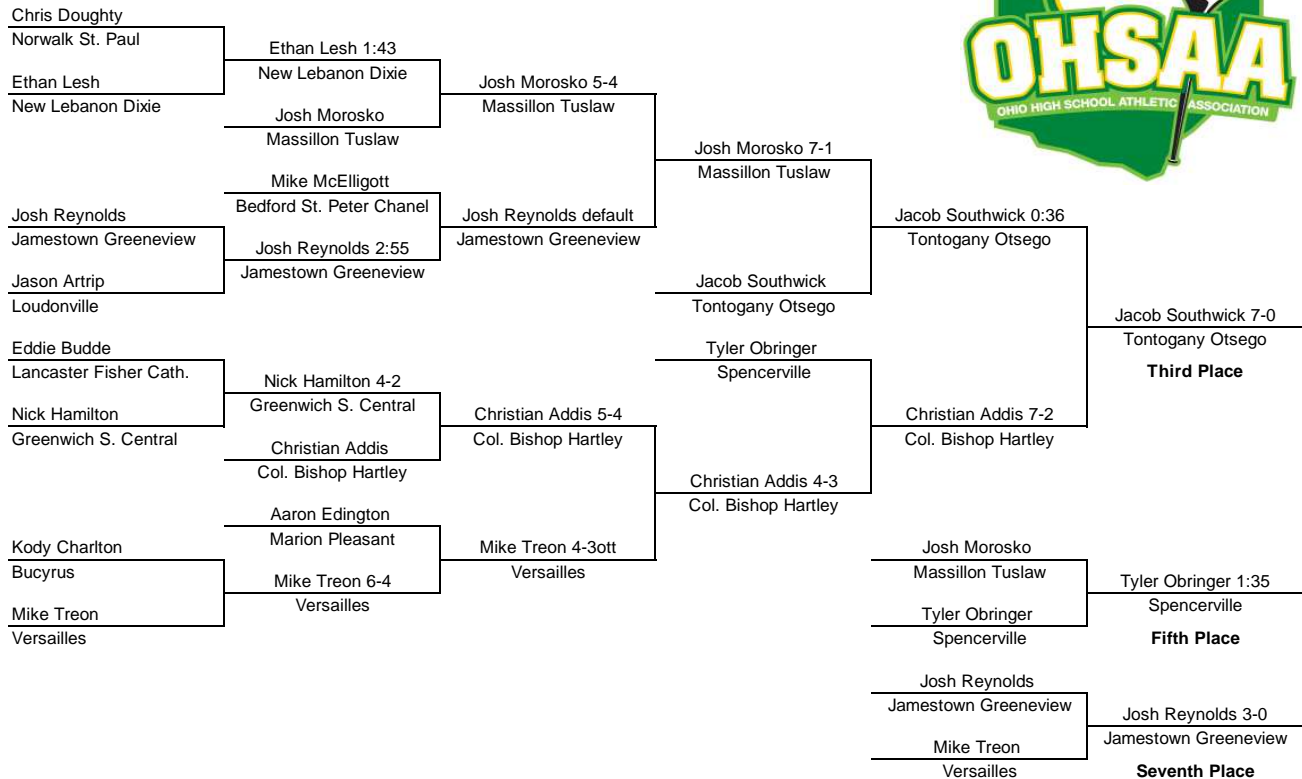 Chris Doughty
Norwalk St. Paul
Ethan Lesh
New Lebanon Dixie
Josh Reynolds
Jamestown Greeneview
Jason Artrip
Loudonville
Eddie Budde
Lancaster Fisher Cath.
Nick Hamilton
Greenwich S. Central
Kody Charlton
Bucyrus
Mike Treon
Versailles
Ethan Lesh 1:43
New Lebanon Dixie
Josh Morosko
Massillon Tuslaw
Mike McElligott
Bedford St. Peter Chanel
Josh Reynolds 2:55
Jamestown Greeneview
Nick Hamilton 4-2
Greenwich S. Central
Christian Addis
Col. Bishop Hartley
Aaron Edington
Marion Pleasant
Mike Treon 6-4
Versailles
Josh Morosko 5-4
Massillon Tuslaw
Josh Reynolds default
Jamestown Greeneview
Christian Addis 5-4
Col. Bishop Hartley
Mike Treon 4-3ott
Versailles
Josh Morosko 7-1
Massillon Tuslaw
Jacob Southwick
Tontogany Otsego
Tyler Obringer
Spencerville
Christian Addis 4-3
Col. Bishop Hartley
Jacob Southwick 0:36
Tontogany Otsego
Christian Addis 7-2
Col. Bishop Hartley
Jacob Southwick 7-0
Tontogany Otsego
Third Place
Josh Morosko
Massillon Tuslaw
Tyler Obringer
Spencerville
Tyler Obringer 1:35
Spencerville
Fifth Place
Josh Reynolds
Jamestown Greeneview
Mike Treon
Versailles
Josh Reynolds 3-0
Jamestown Greeneview
Seventh Place
OHSAA
OHIO HIGH SCHOOL ATHLETIC ASSOCIATION